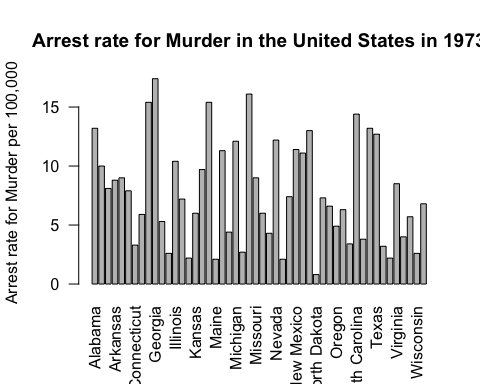 Arrest rate for Murder in the United States in 1973
Arrest rate for Murder per 100,000
15
10
5
0
Alabama
Arkansas
Connecticut
Georgia
Illinois
Kansas
Maine
Michigan
Missouri
Nevada
New Mexico
orth Dakota
Oregon
th Carolina
Texas
Virginia
Wisconsin